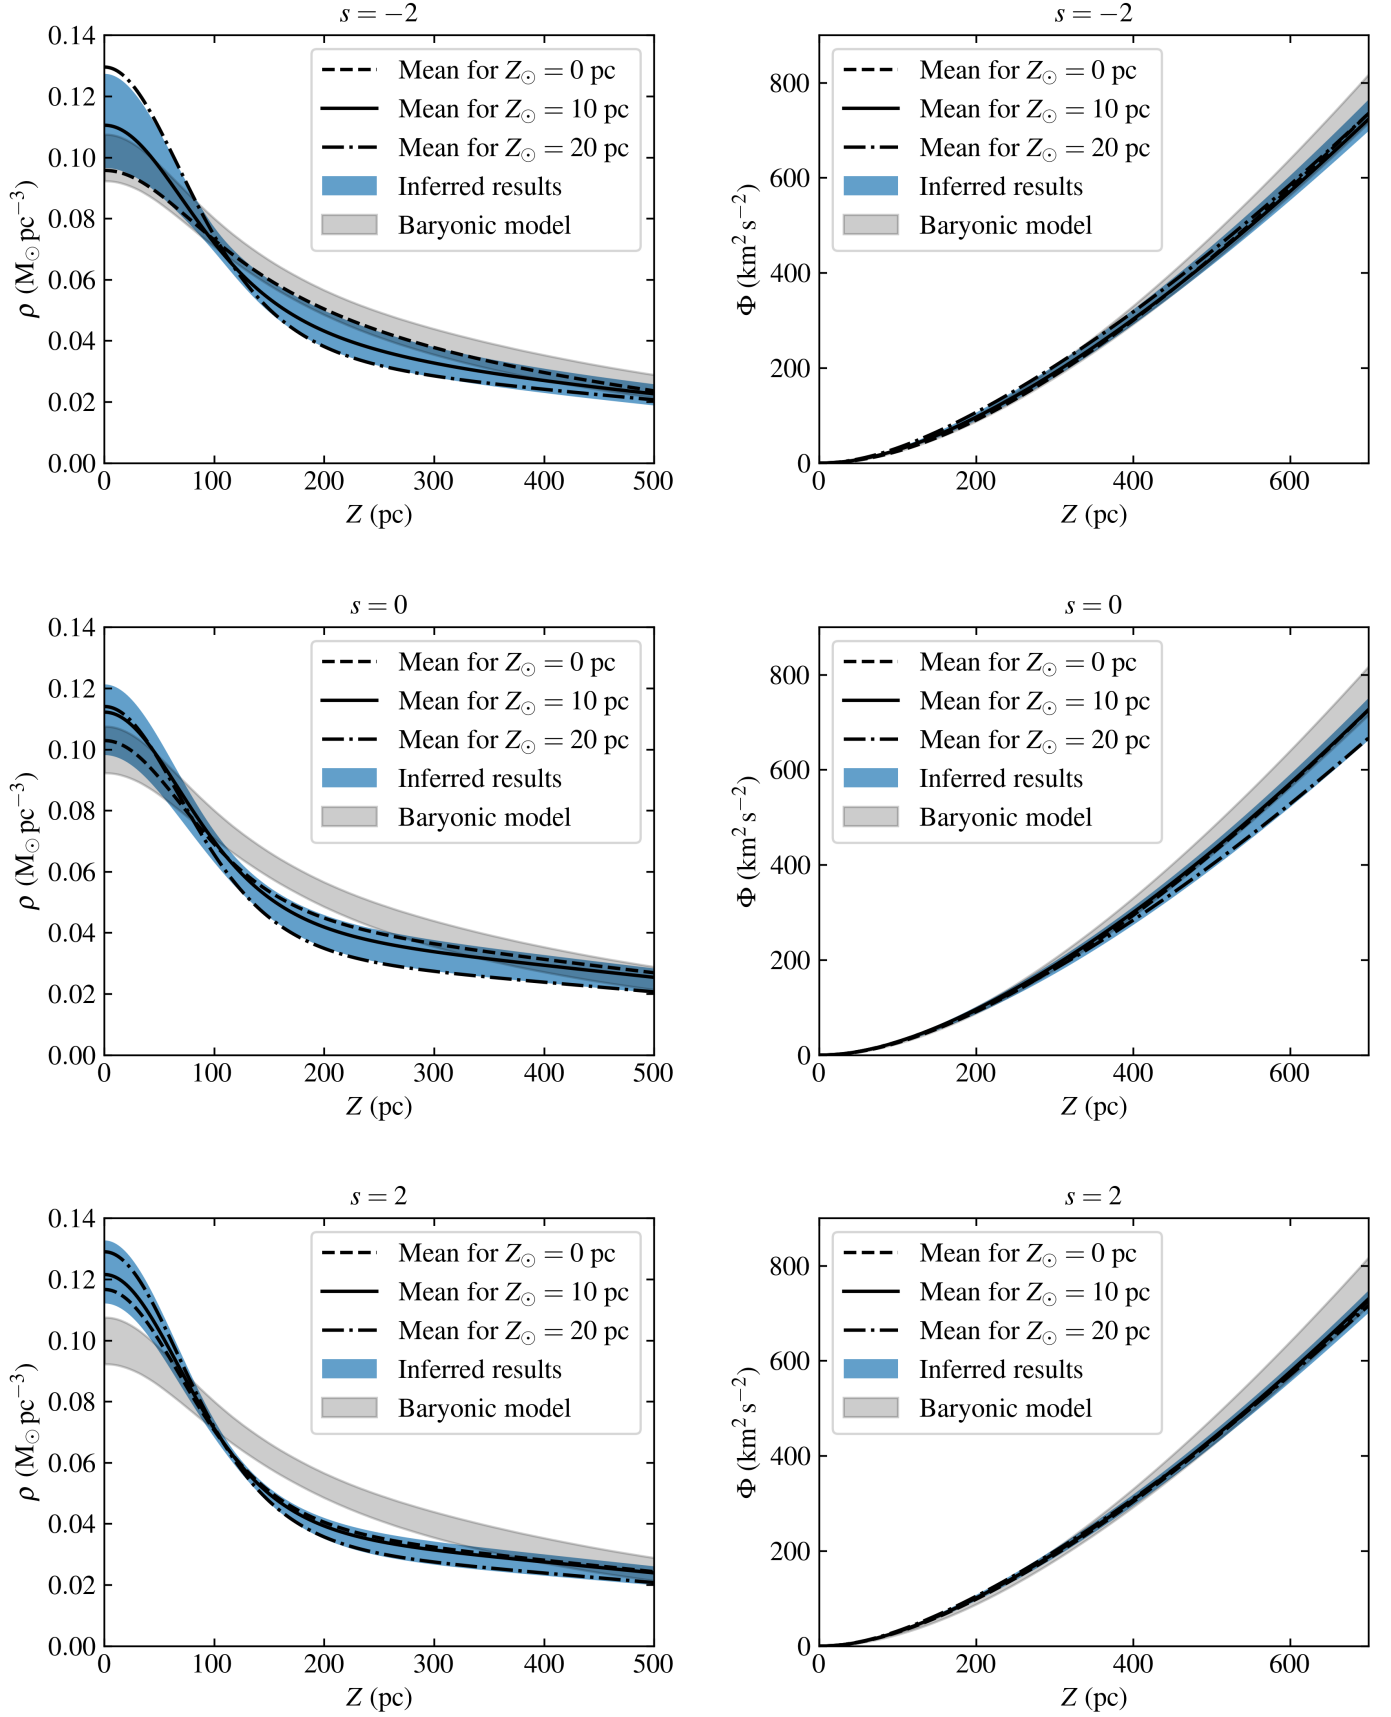 s = −2
0.14
0.12
0.10
0.08
0.06
0.04
0.02
0.00
ρ (M☉ pc⁻³)
Mean for Z☉ = 0 pc
Mean for Z☉ = 10 pc
Mean for Z☉ = 20 pc
Inferred results
Baryonic model
0 100 200 300 400 500
Z (pc)
s = −2
800
600
400
200
0
Φ (km² s⁻²)
Mean for Z☉ = 0 pc
Mean for Z☉ = 10 pc
Mean for Z☉ = 20 pc
Inferred results
Baryonic model
0 200 400 600
Z (pc)
s = 0
0.14
0.12
0.10
0.08
0.06
0.04
0.02
0.00
ρ (M☉ pc⁻³)
Mean for Z☉ = 0 pc
Mean for Z☉ = 10 pc
Mean for Z☉ = 20 pc
Inferred results
Baryonic model
0 100 200 300 400 500
Z (pc)
s = 0
800
600
400
200
0
Φ (km² s⁻²)
Mean for Z☉ = 0 pc
Mean for Z☉ = 10 pc
Mean for Z☉ = 20 pc
Inferred results
Baryonic model
0 200 400 600
Z (pc)
s = 2
0.14
0.12
0.10
0.08
0.06
0.04
0.02
0.00
ρ (M☉ pc⁻³)
Mean for Z☉ = 0 pc
Mean for Z☉ = 10 pc
Mean for Z☉ = 20 pc
Inferred results
Baryonic model
0 100 200 300 400 500
Z (pc)
s = 2
800
600
400
200
0
Φ (km² s⁻²)
Mean for Z☉ = 0 pc
Mean for Z☉ = 10 pc
Mean for Z☉ = 20 pc
Inferred results
Baryonic model
0 200 400 600
Z (pc)